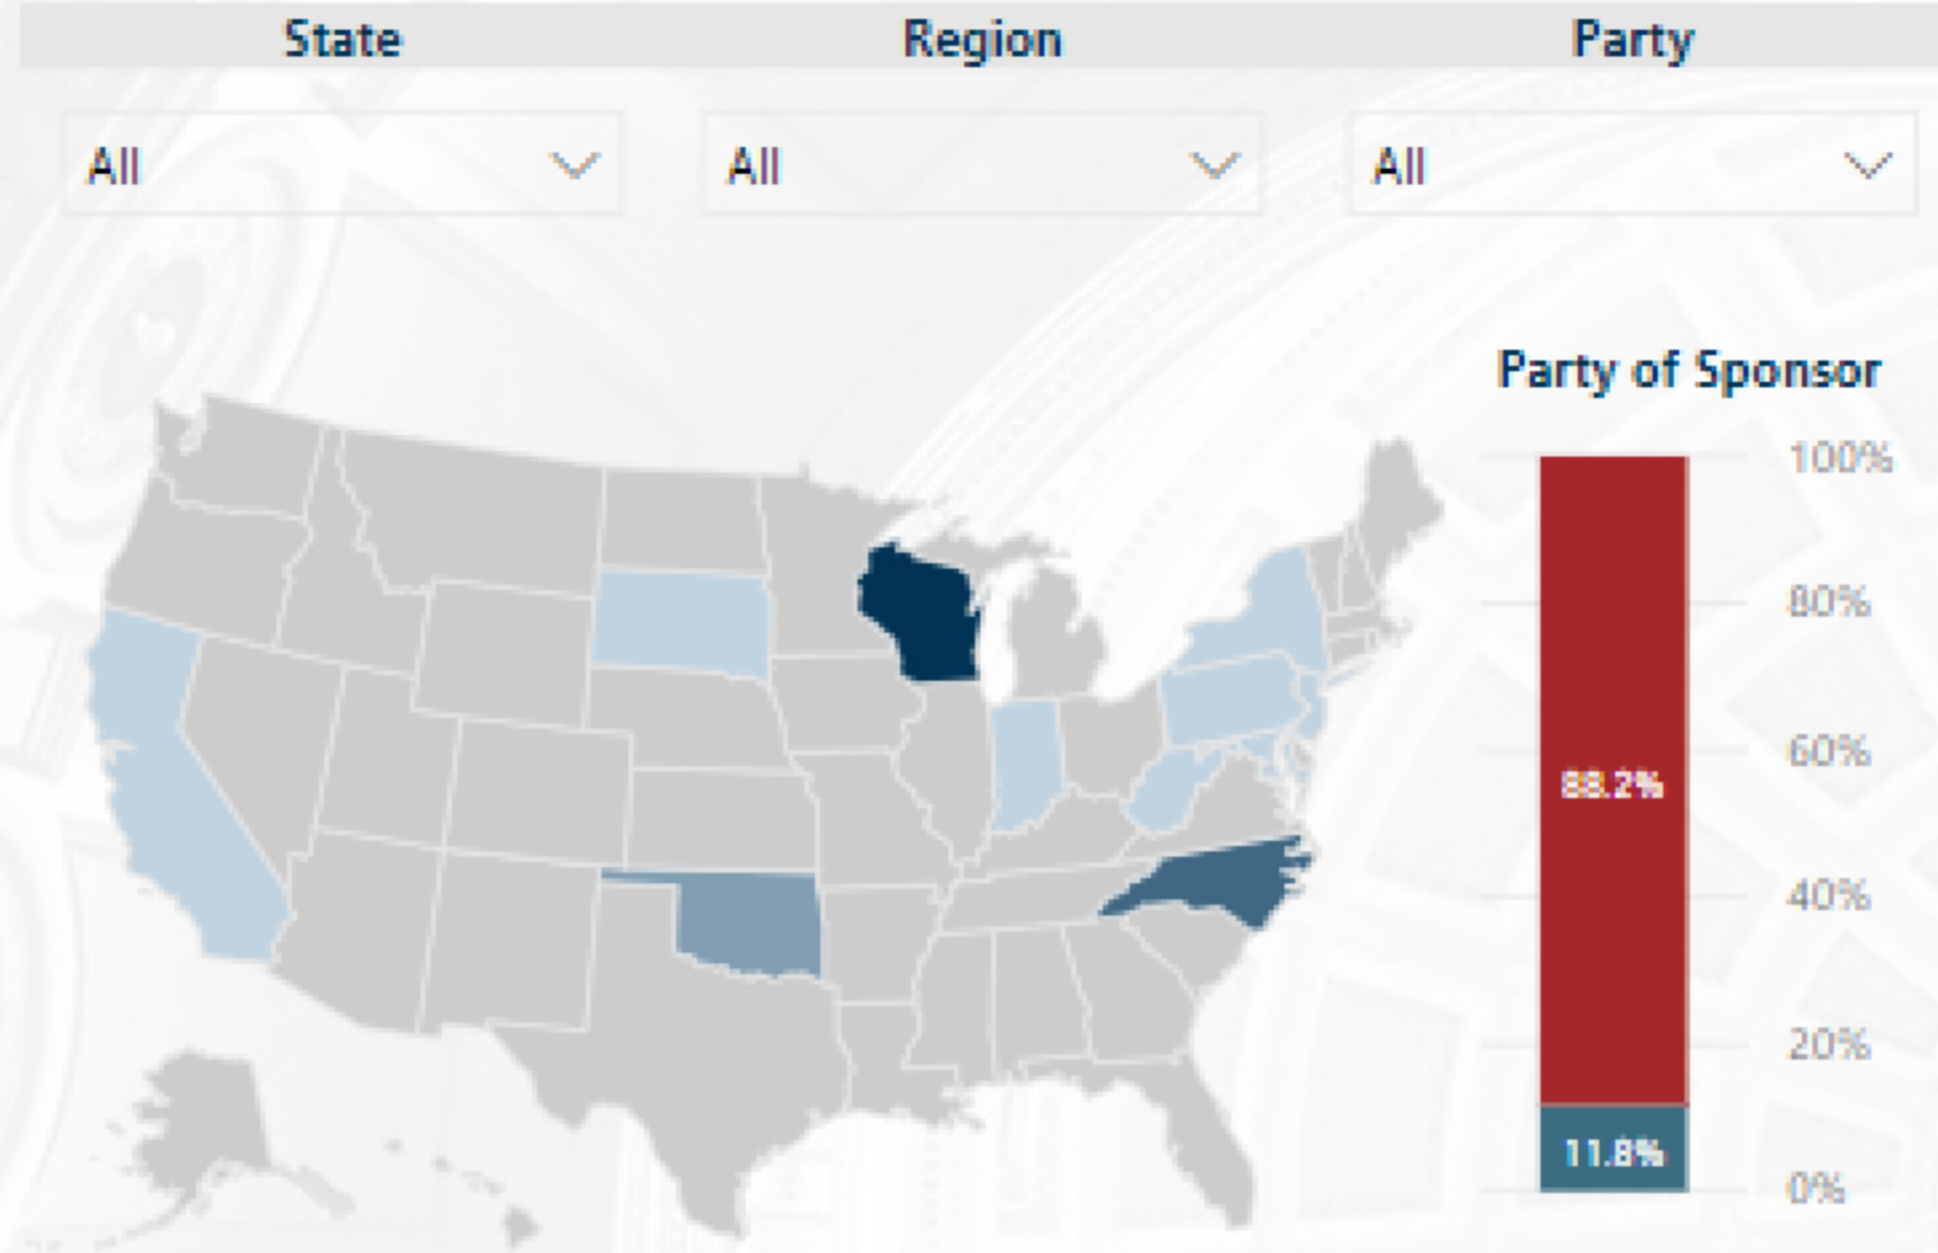 State Region Party
All All All
Party of Sponsor
100%
80%
88.2%
60%
40%
20%
11.8%
0%